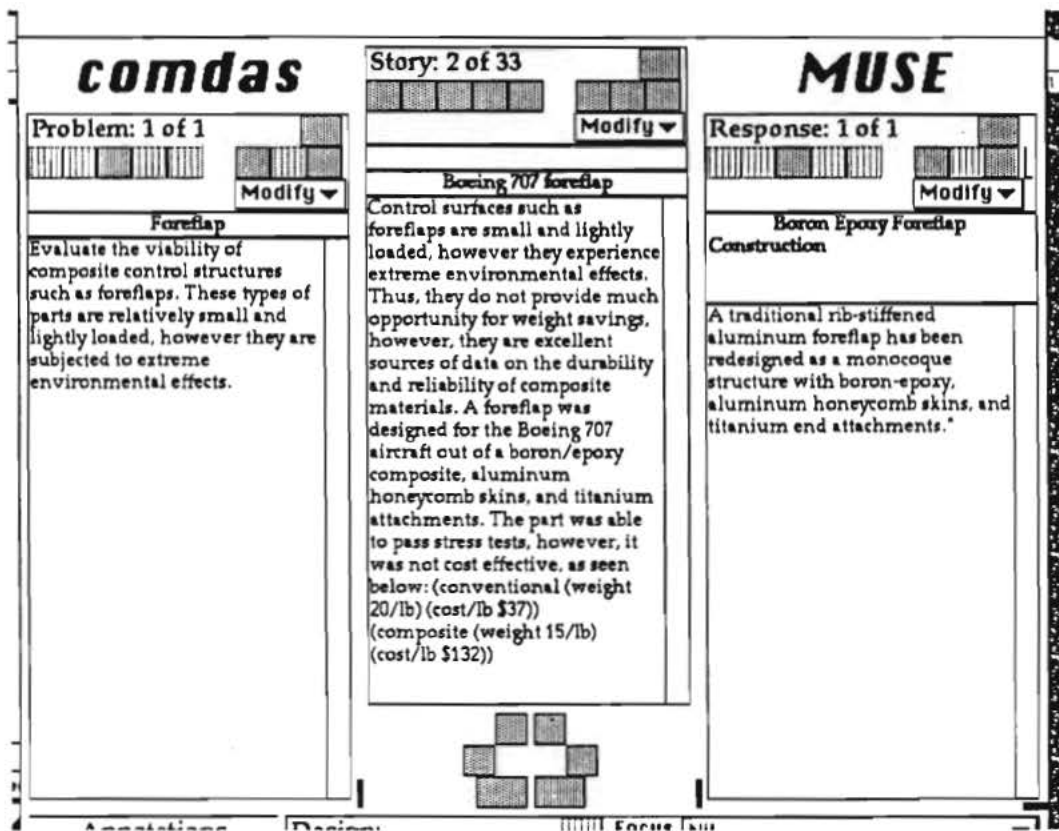 comdas
Problem: 1 of 1
Modify
Foreflap
Evaluate the viability of
composite control structures
such as foreflaps. These types of
parts are relatively small and
lightly loaded, however they are
subjected to extreme
environmental effects.
Story: 2 of 33
Modify
Boeing 707 foreflap
Control surfaces such as
foreflaps are small and lightly
loaded, however they experience
extreme environmental effects.
Thus, they do not provide much
opportunity for weight savings,
however, they are excellent
sources of data on the durability
and reliability of composite
materials. A foreflap was
designed for the Boeing 707
aircraft out of a boron/epoxy
composite, aluminum
honeycomb skins, and titanium
attachments. The part was able
to pass stress tests, however, it
was not cost effective, as seen
below: (conventional (weight
20/lb) (cost/lb $37))
(composite (weight 15/lb)
(cost/lb $132))
MUSE
Response: 1 of 1
Modify
Boron Epoxy Foreflap
Construction
A traditional rib-stiffened
aluminum foreflap has been
redesigned as a monocoque
structure with boron-epoxy,
aluminum honeycomb skins, and
titanium end attachments."
Annotations
Design:
Focus
Nil